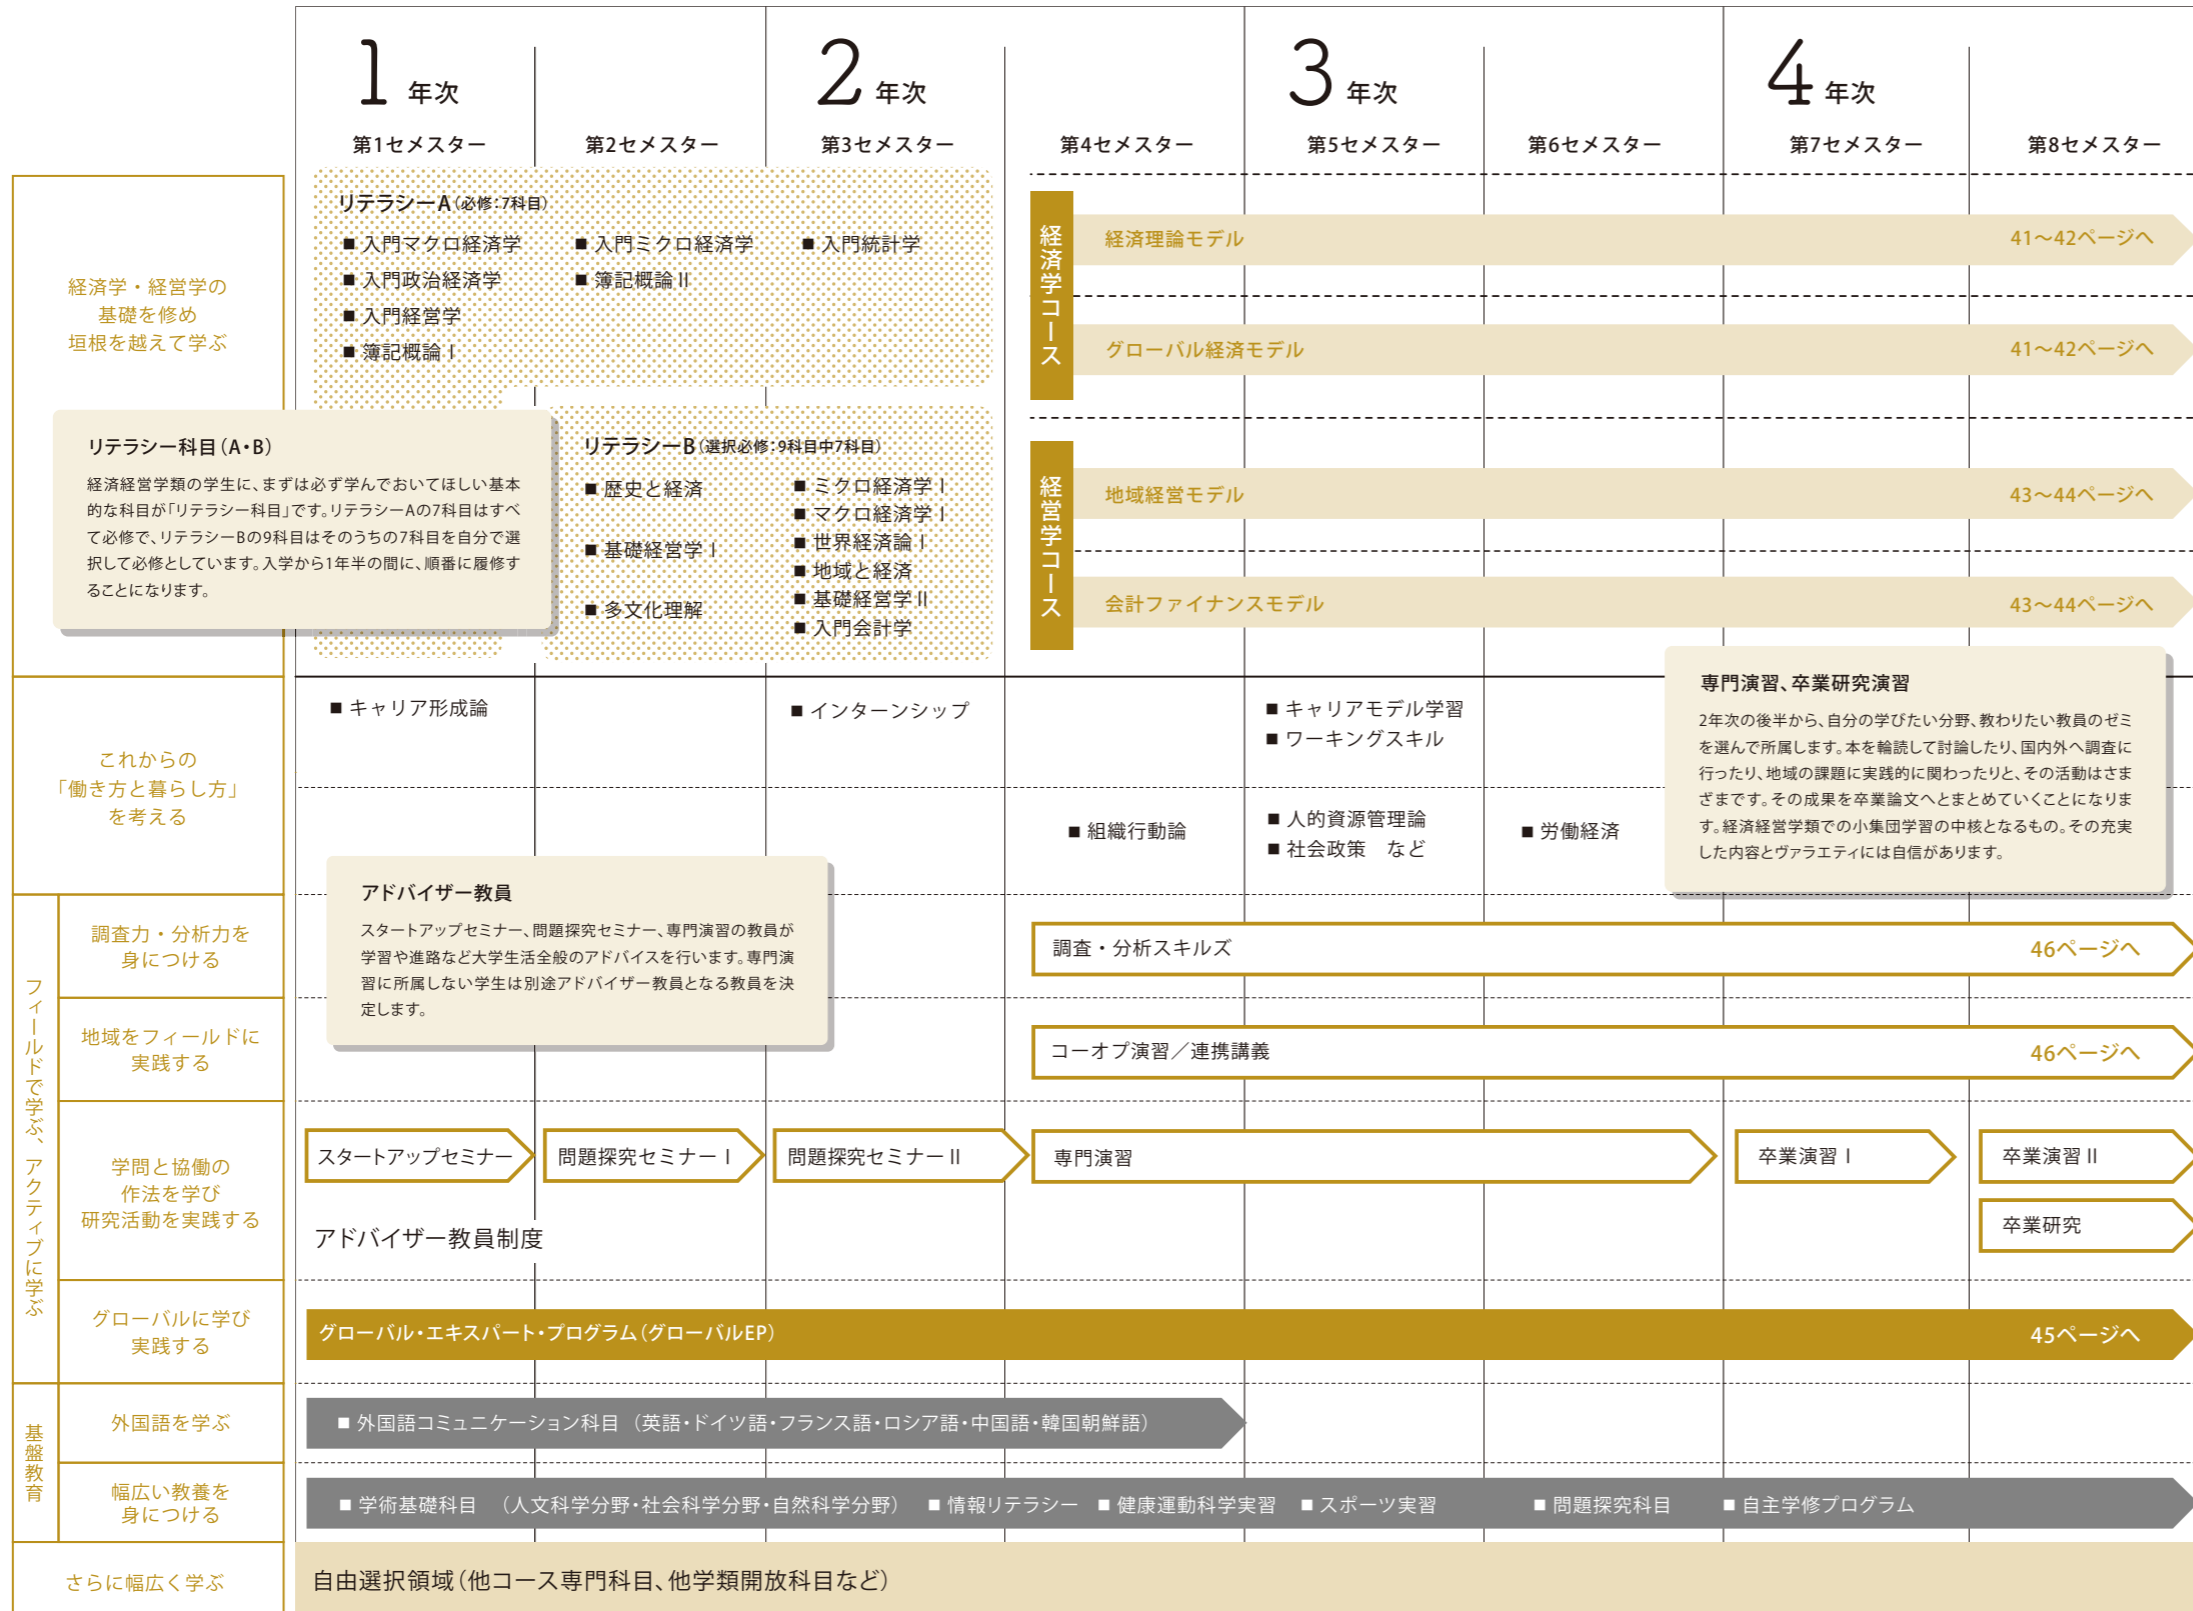 1 年次
2 年次
3 年次
4 年次
第1セメスター
第2セメスター
第3セメスター
第4セメスター
第5セメスター
第6セメスター
第7セメスター
第8セメスター
経済学・経営学の
基礎を修め
垣根を越えて学ぶ
リテラシーA（必修：7科目）
■ 入門マクロ経済学
■ 入門政治経済学
■ 入門経営学
■ 簿記概論Ⅰ
■ 入門ミクロ経済学
■ 簿記概論Ⅱ
■ 入門統計学
リテラシー科目（A・B）
経済経営学類の学生に、まずは必ず学んでおいてほしい基本
的な科目が「リテラシー科目」です。リテラシーAの7科目はすべ
て必修で、リテラシーBの9科目はそのうちの7科目を自分で選
択して必修としています。入学から1年半の間に、順番に履修す
ることになります。
リテラシーB（選択必修：9科目中7科目）
■ 歴史と経済
■ 基礎経営学Ⅰ
■ 多文化理解
■ ミクロ経済学Ⅰ
■ マクロ経済学Ⅰ
■ 世界経済論Ⅰ
■ 地域と経済
■ 基礎経営学Ⅱ
■ 入門会計学
経済学コース
経済理論モデル
41〜42ページへ
グローバル経済モデル
41〜42ページへ
経営学コース
地域経営モデル
43〜44ページへ
会計ファイナンスモデル
43〜44ページへ
これからの
「働き方と暮らし方」
を考える
■ キャリア形成論
■ インターンシップ
■ キャリアモデル学習
■ ワーキングスキル
■ 組織行動論
■ 人的資源管理論
■ 社会政策　など
■ 労働経済
専門演習、卒業研究演習
2年次の後半から、自分の学びたい分野、教わりたい教員のゼミ
を選んで所属します。本を輪読して討論したり、国内外へ調査に
行ったり、地域の課題に実践的に関わったりと、その活動はさま
ざまです。その成果を卒業論文へとまとめていくことになりま
す。経済経営学類での小集団学習の中核となるもの。その充実
した内容とヴァラエティには自信があります。
アドバイザー教員
スタートアップセミナー、問題探究セミナー、専門演習の教員が
学習や進路など大学生活全般のアドバイスを行います。専門演
習に所属しない学生は別途アドバイザー教員となる教員を決
定します。
フィールドで学ぶ、アクティブに学ぶ
調査力・分析力を
身につける
調査・分析スキルズ
46ページへ
地域をフィールドに
実践する
コーオプ演習／連携講義
46ページへ
学問と協働の
作法を学び
研究活動を実践する
スタートアップセミナー
問題探究セミナーⅠ
問題探究セミナーⅡ
専門演習
卒業演習Ⅰ
卒業演習Ⅱ
卒業研究
アドバイザー教員制度
グローバルに学び
実践する
グローバル・エキスパート・プログラム（グローバルEP）
45ページへ
基盤教育
外国語を学ぶ
■ 外国語コミュニケーション科目（英語・ドイツ語・フランス語・ロシア語・中国語・韓国朝鮮語）
幅広い教養を
身につける
■ 学術基礎科目　（人文科学分野・社会科学分野・自然科学分野）　■ 情報リテラシー　■ 健康運動科学実習　■ スポーツ実習　■ 問題探究科目　■ 自主学修プログラム
さらに幅広く学ぶ
自由選択領域（他コース専門科目、他学類開放科目など）